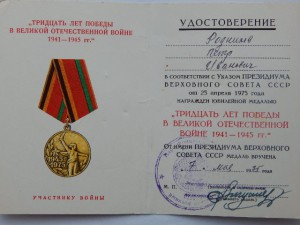 "ТРИДЦАТЬ ЛЕТ ПОБЕДЫ
В ВЕЛИКОЙ ОТЕЧЕСТВЕННОЙ ВОЙНЕ
1941—1945 гг."
УЧАСТНИКУ ВОЙНЫ
УДОСТОВЕРЕНИЕ
Петр
Иванович
В СООТВЕТСТВИИ С УКАЗОМ ПРЕЗИДИУМА
ВЕРХОВНОГО СОВЕТА СССР
от 25 апреля 1975 года
НАГРАЖДЕН ЮБИЛЕЙНОЙ МЕДАЛЬЮ
"ТРИДЦАТЬ ЛЕТ ПОБЕДЫ
В ВЕЛИКОЙ ОТЕЧЕСТВЕННОЙ
ВОЙНЕ 1941—1945 гг."
От имени ПРЕЗИДИУМА ВЕРХОВНОГО
СОВЕТА СССР МЕДАЛЬ ВРУЧЕНА
7 мая
М. П.